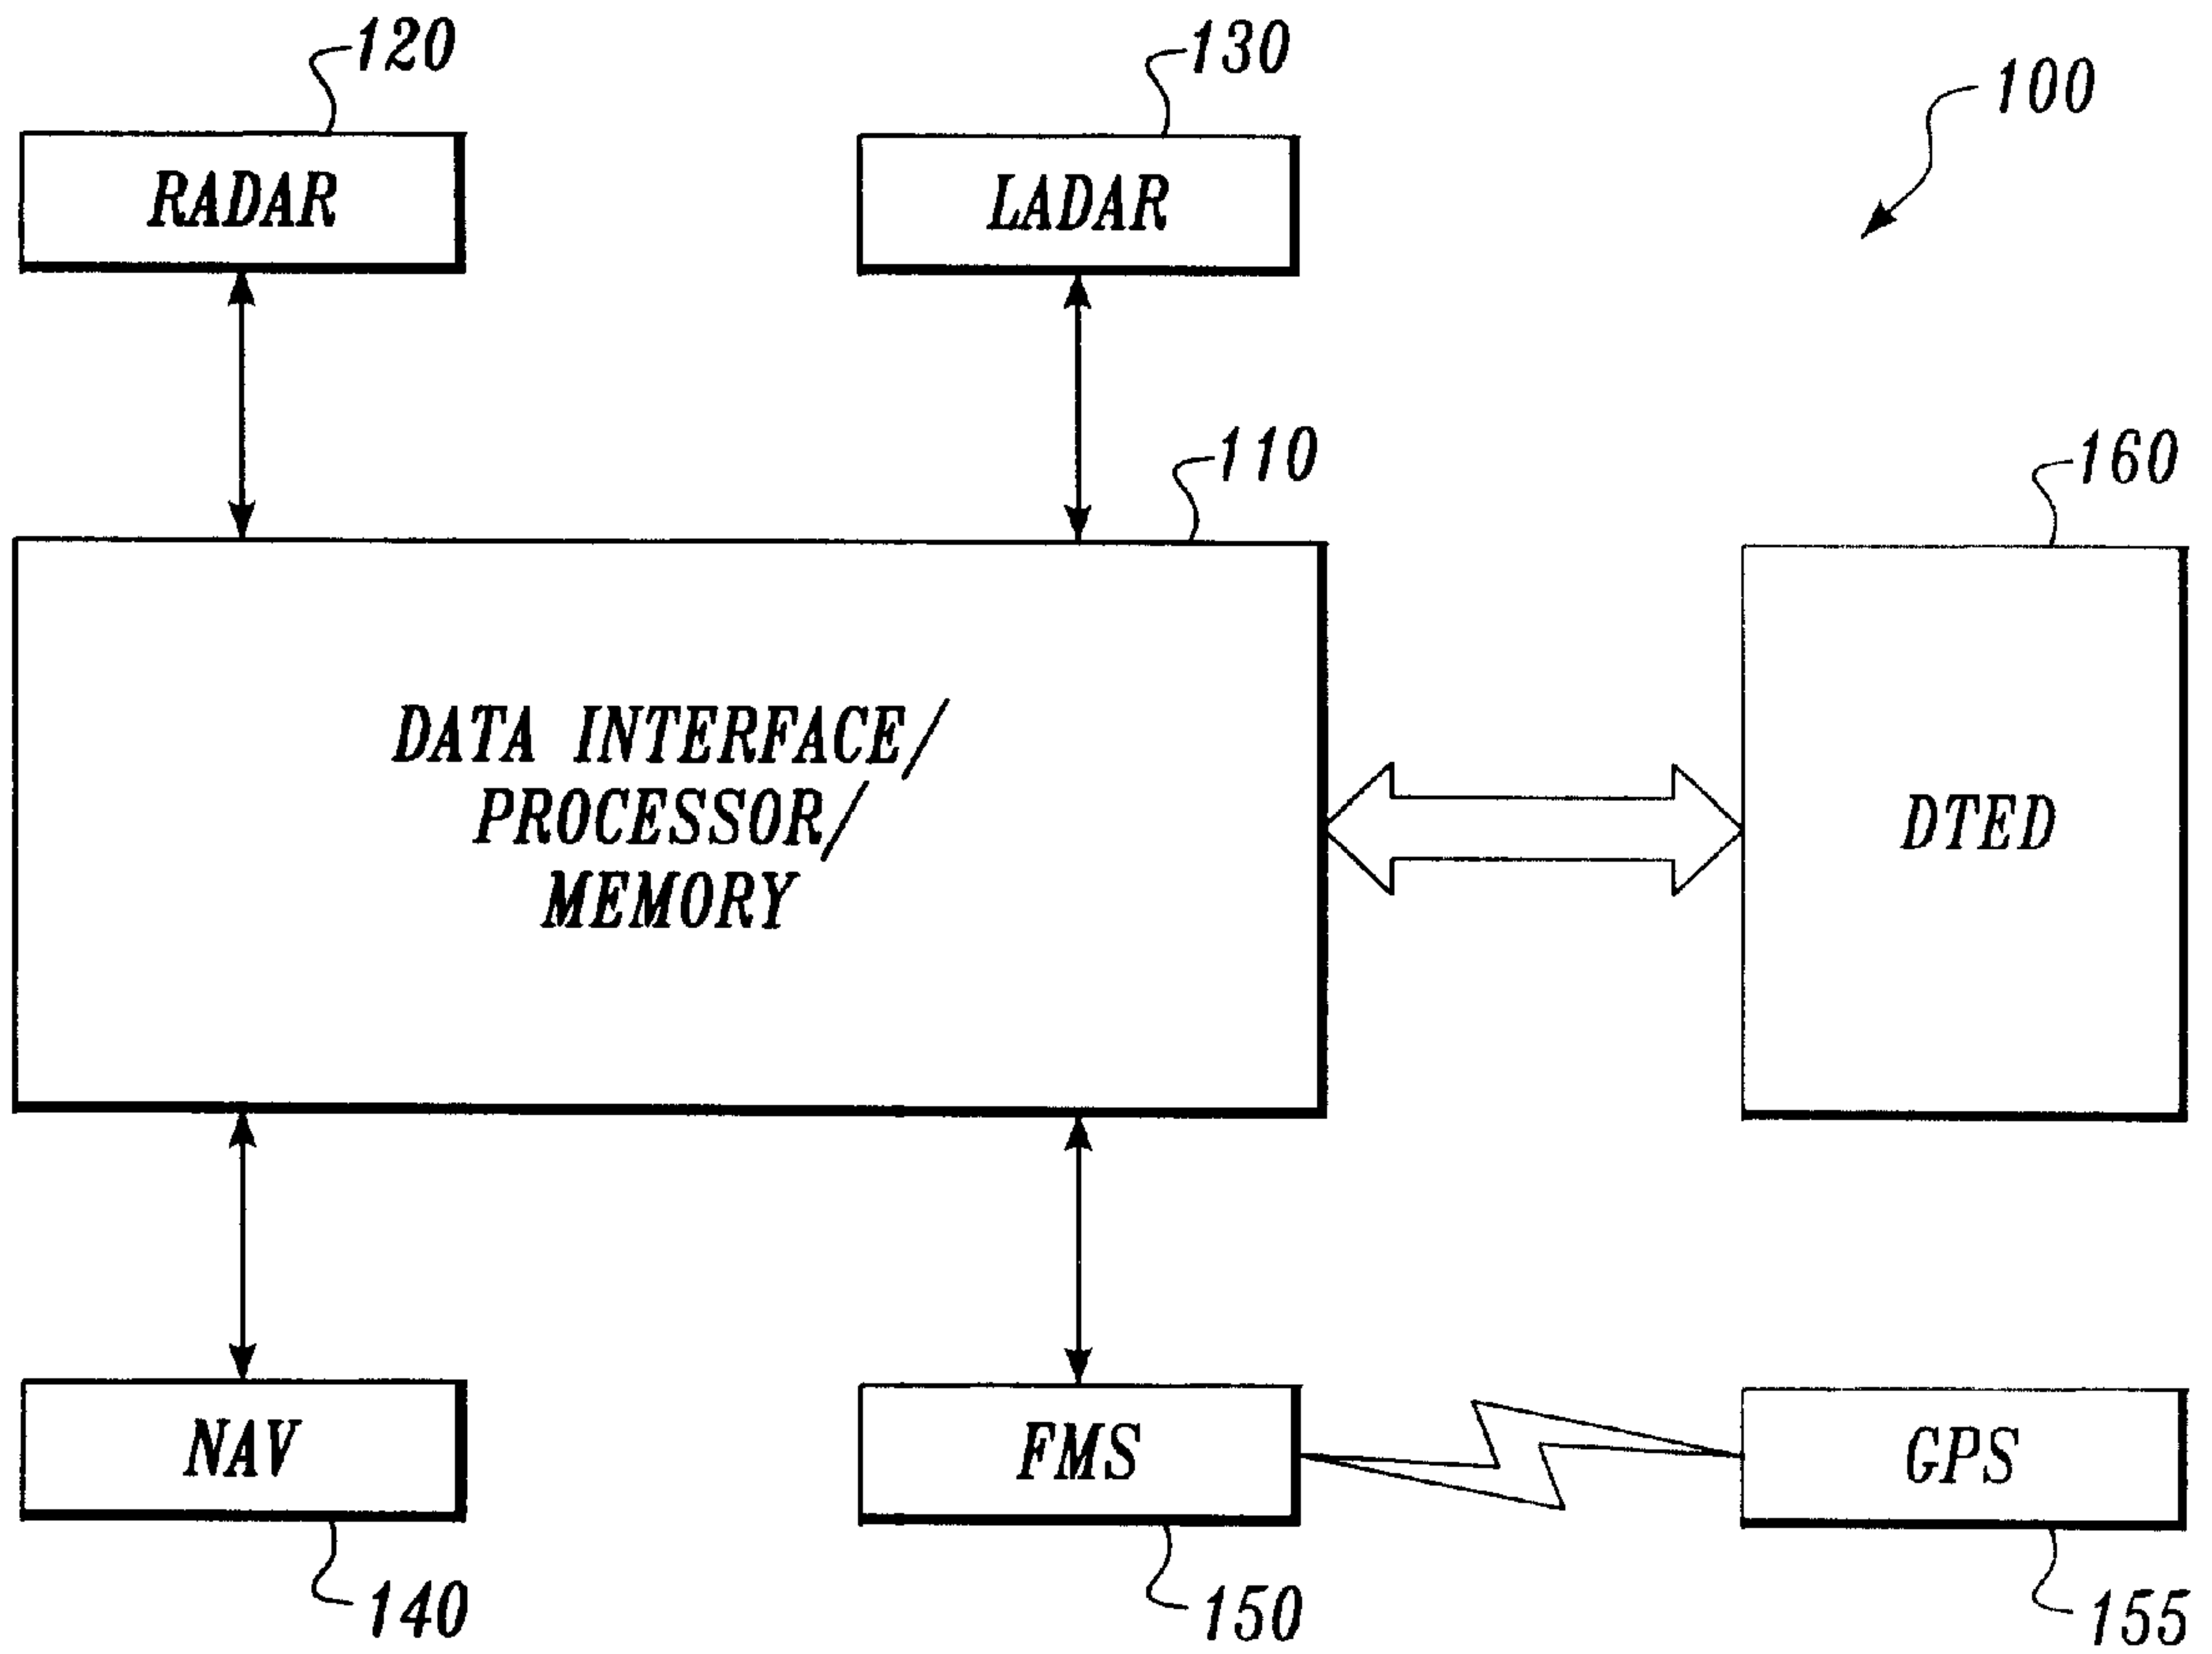 120
130
100
RADAR
LADAR
110
160
DATA INTERFACE/
PROCESSOR/
MEMORY
DTED
NAV
FMS
GPS
140
150
155